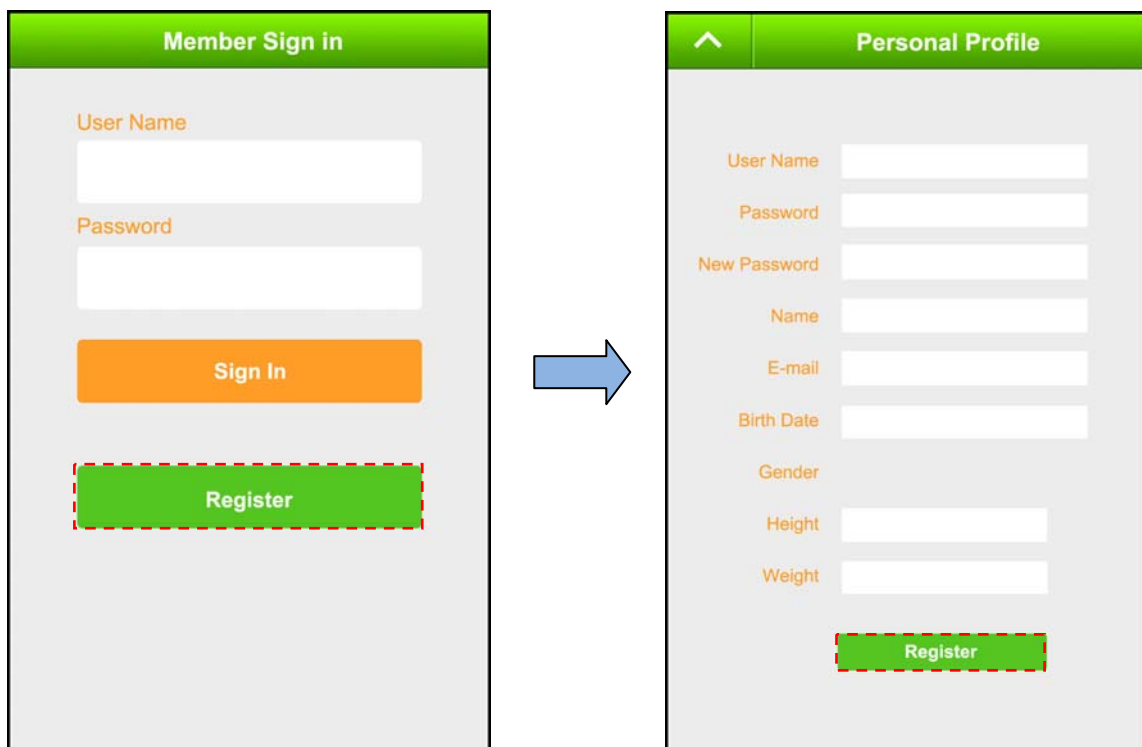 Member Sign in
User Name
Password
Sign In
Register
Personal Profile
User Name
Password
New Password
Name
E-mail
Birth Date
Gender
Height
Weight
Register